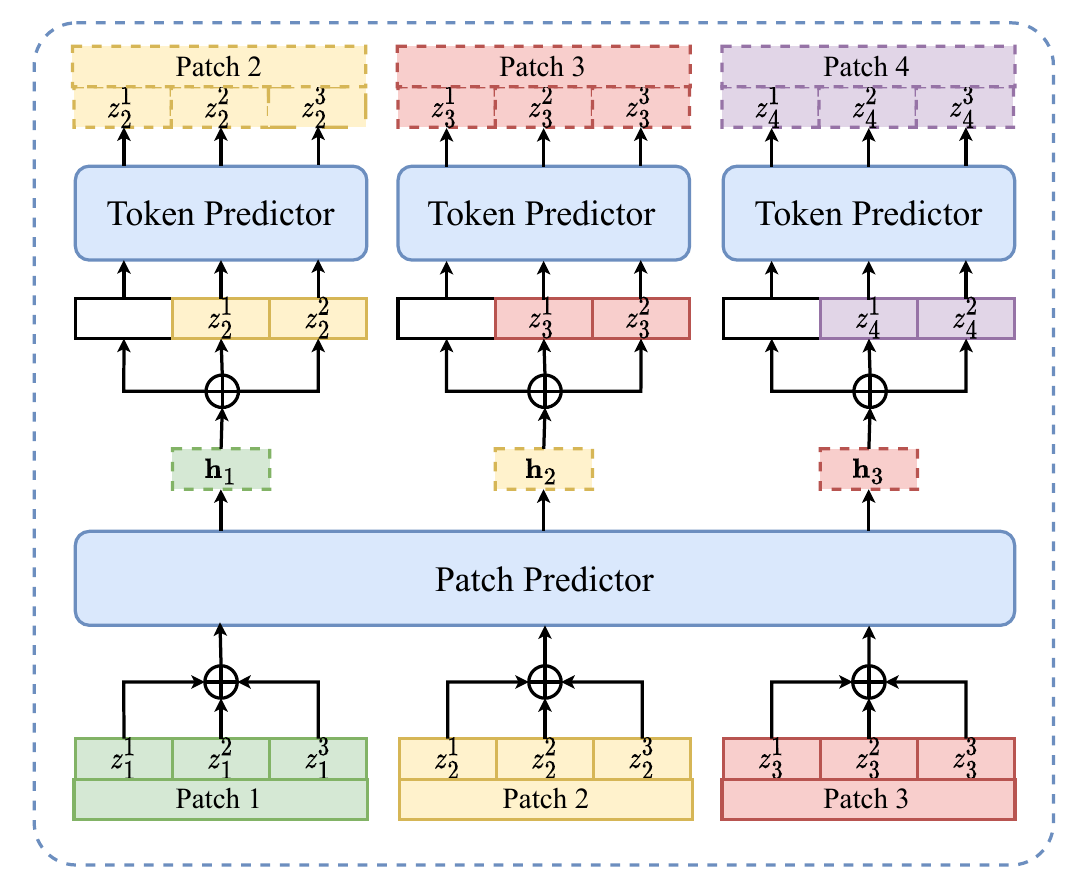 Patch 2 Patch 3 Patch 4
z_2^1 z_2^2 z_2^3 z_3^1 z_3^2 z_3^3 z_4^1 z_4^2 z_4^3
Token Predictor Token Predictor Token Predictor
z_2^1 z_2^2 z_3^1 z_3^2 z_4^1 z_4^2
h_1 h_2 h_3
Patch Predictor
z_1^1 z_1^2 z_1^3 z_2^1 z_2^2 z_2^3 z_3^1 z_3^2 z_3^3
Patch 1 Patch 2 Patch 3